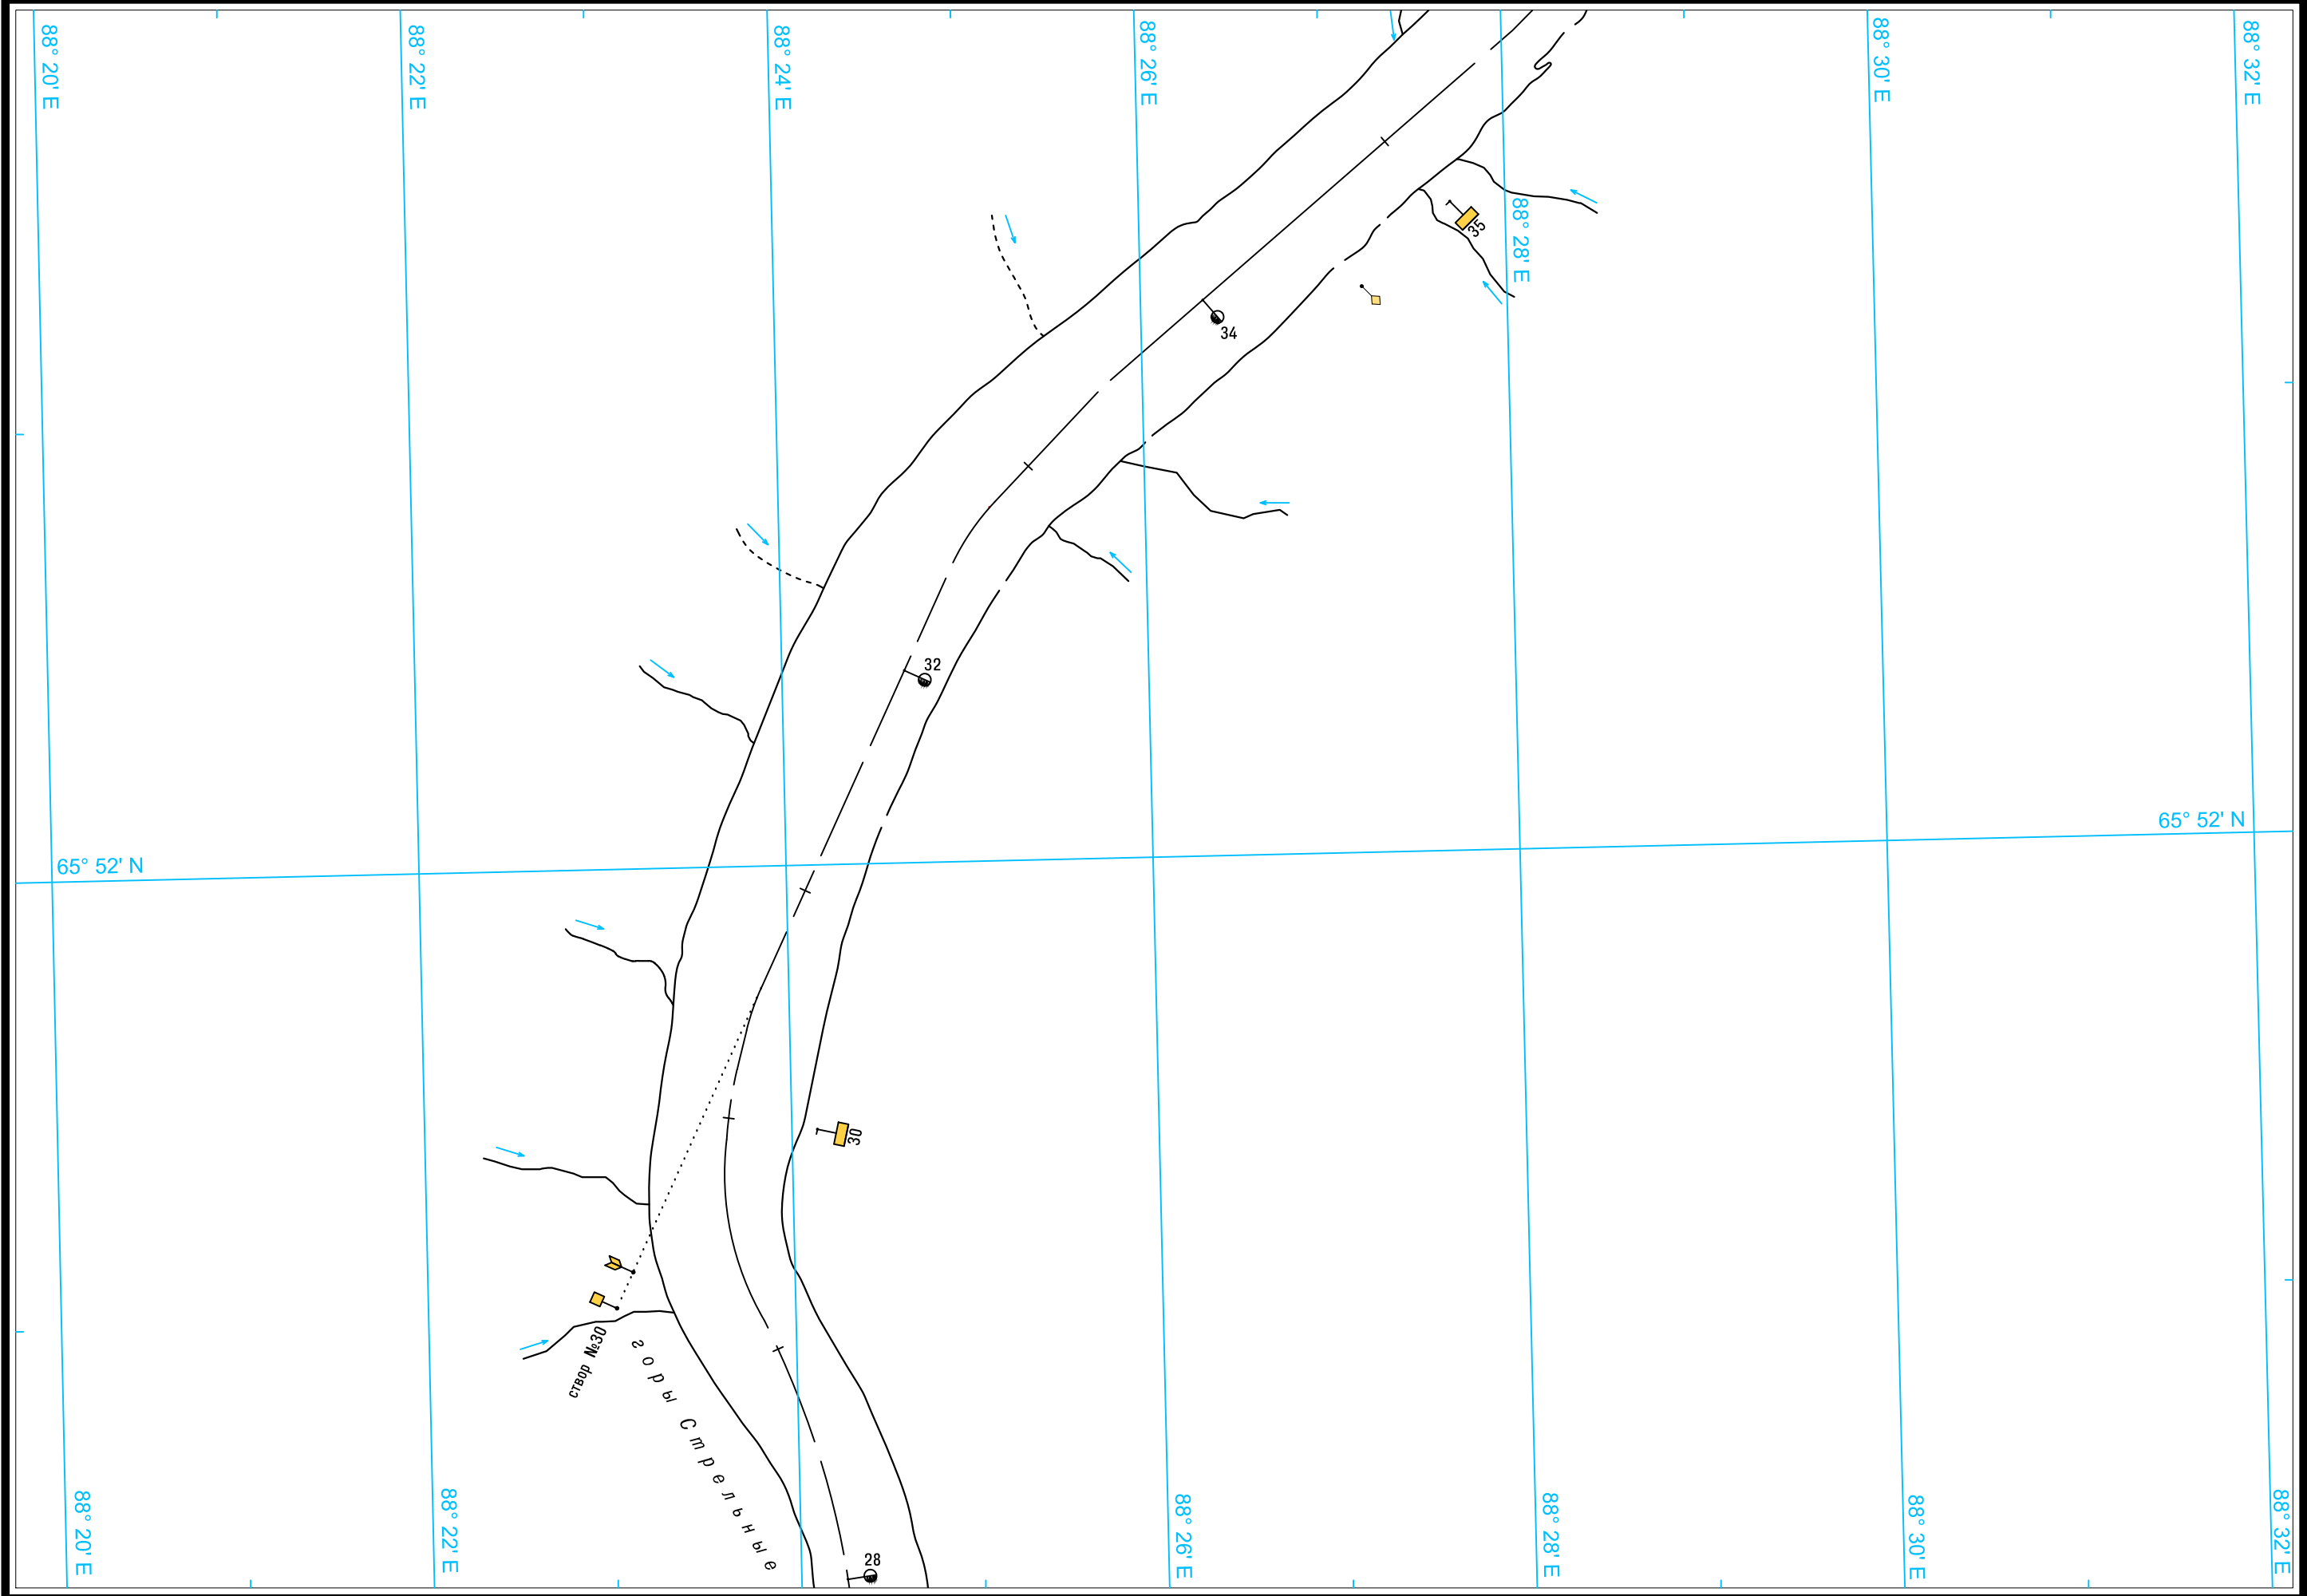 88° 20' E
88° 22' E
88° 24' E
88° 26' E
88° 30' E
88° 32' E
35
88° 28' E
34
32
65° 52' N
65° 52' N
30
створ №30
горы Стрельные
88° 20' E
88° 22' E
88° 26' E
88° 28' E
88° 30' E
88° 32' E
28